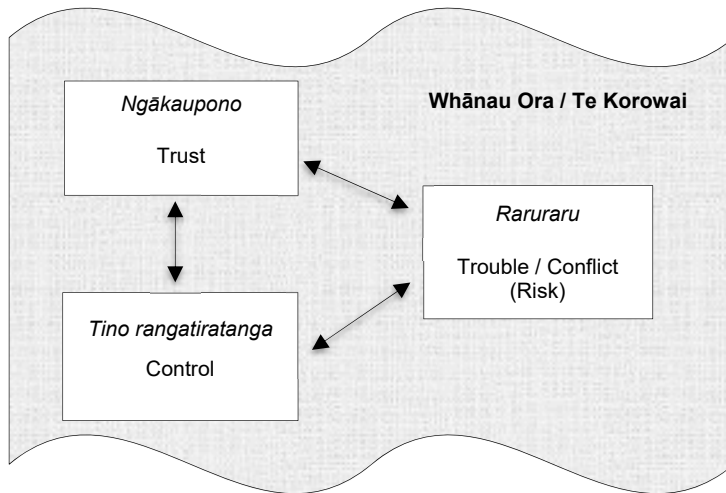 Ngākaupono
Trust
Whānau Ora / Te Korowai
Raruraru
Trouble / Conflict
(Risk)
Tino rangatiratanga
Control